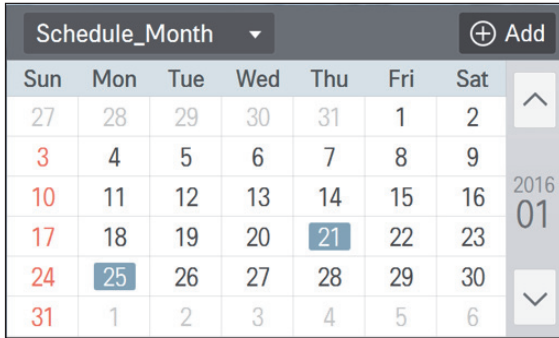 Schedule_Month Add
Sun Mon Tue Wed Thu Fri Sat
27 28 29 30 31 1 2
3 4 5 6 7 8 9
10 11 12 13 14 15 16 2016
01
17 18 19 20 21 22 23
24 25 26 27 28 29 30
31 1 2 3 4 5 6